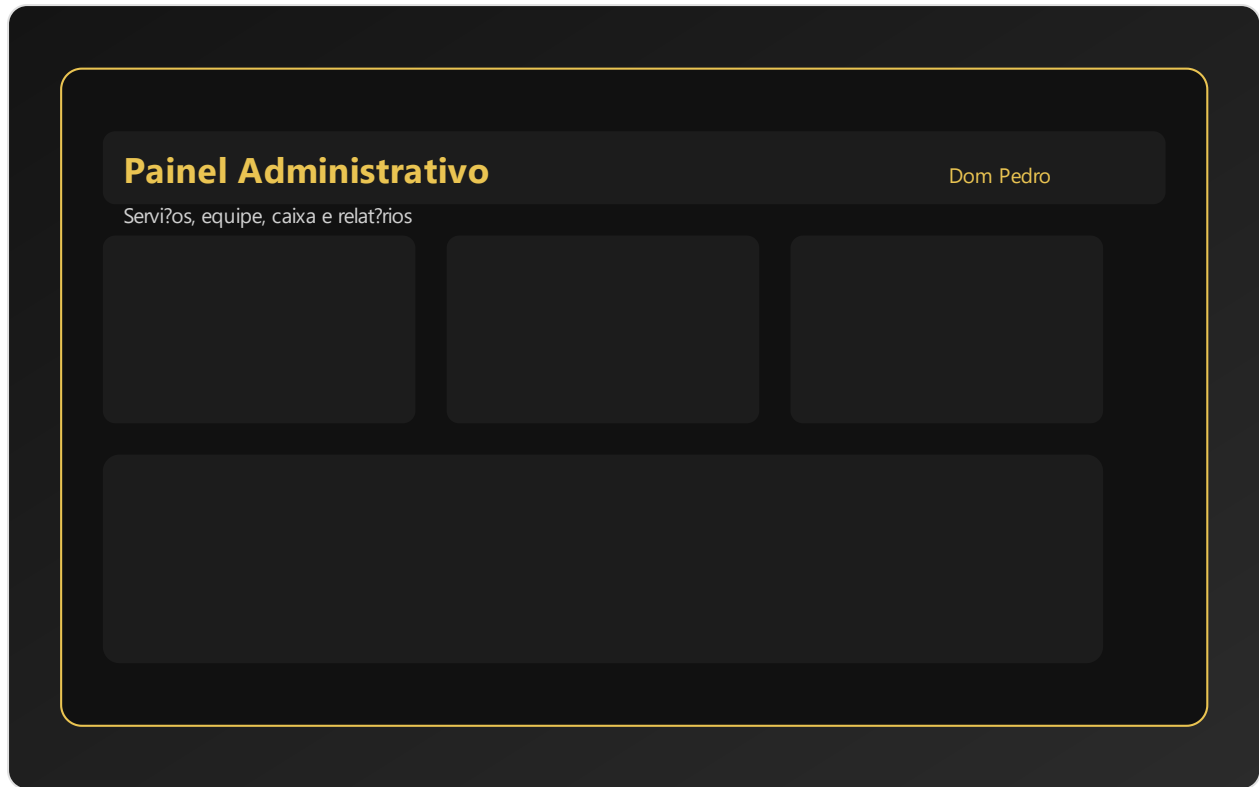 Painel Administrativo
Dom Pedro
Servi?os, equipe, caixa e relat?rios